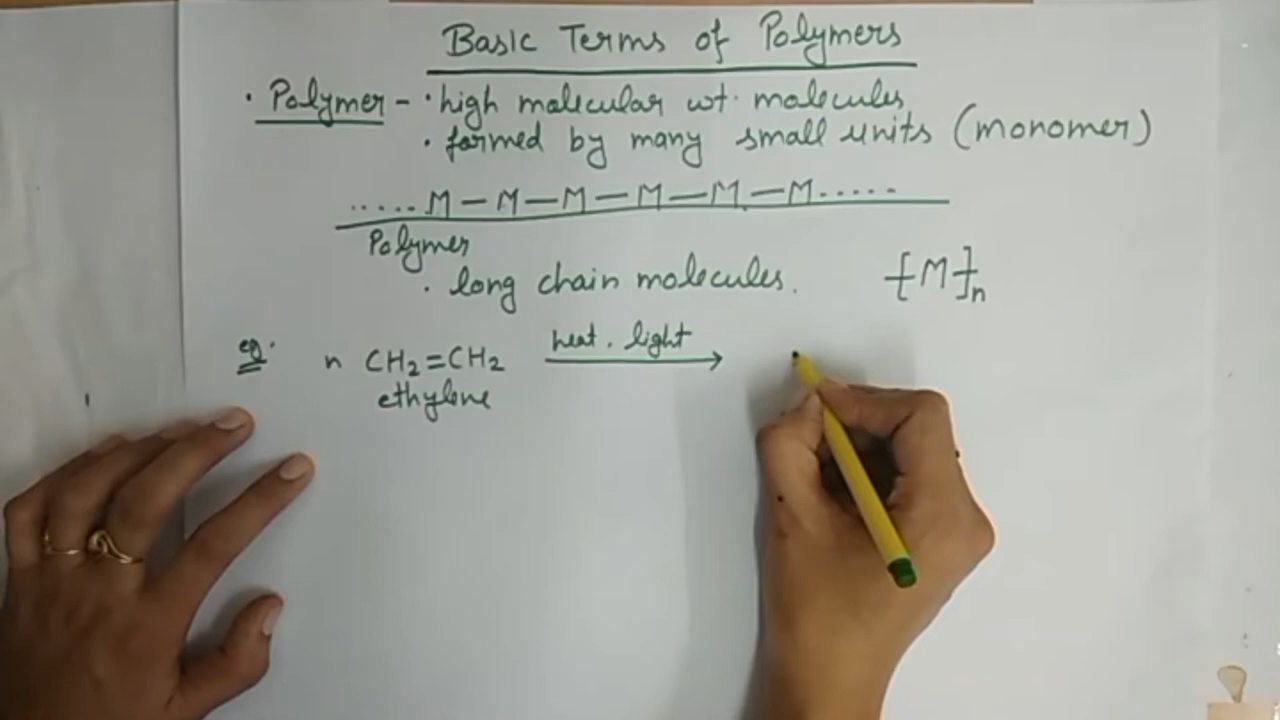 Basic Terms of Polymers
· Polymer - · high molecular wt. molecules
· formed by many small units (monomer)
..... M — M — M — M — M — M .....
Polymer
· long chain molecules. -[M]-n
eg. n CH2=CH2 heat, light →
ethylene